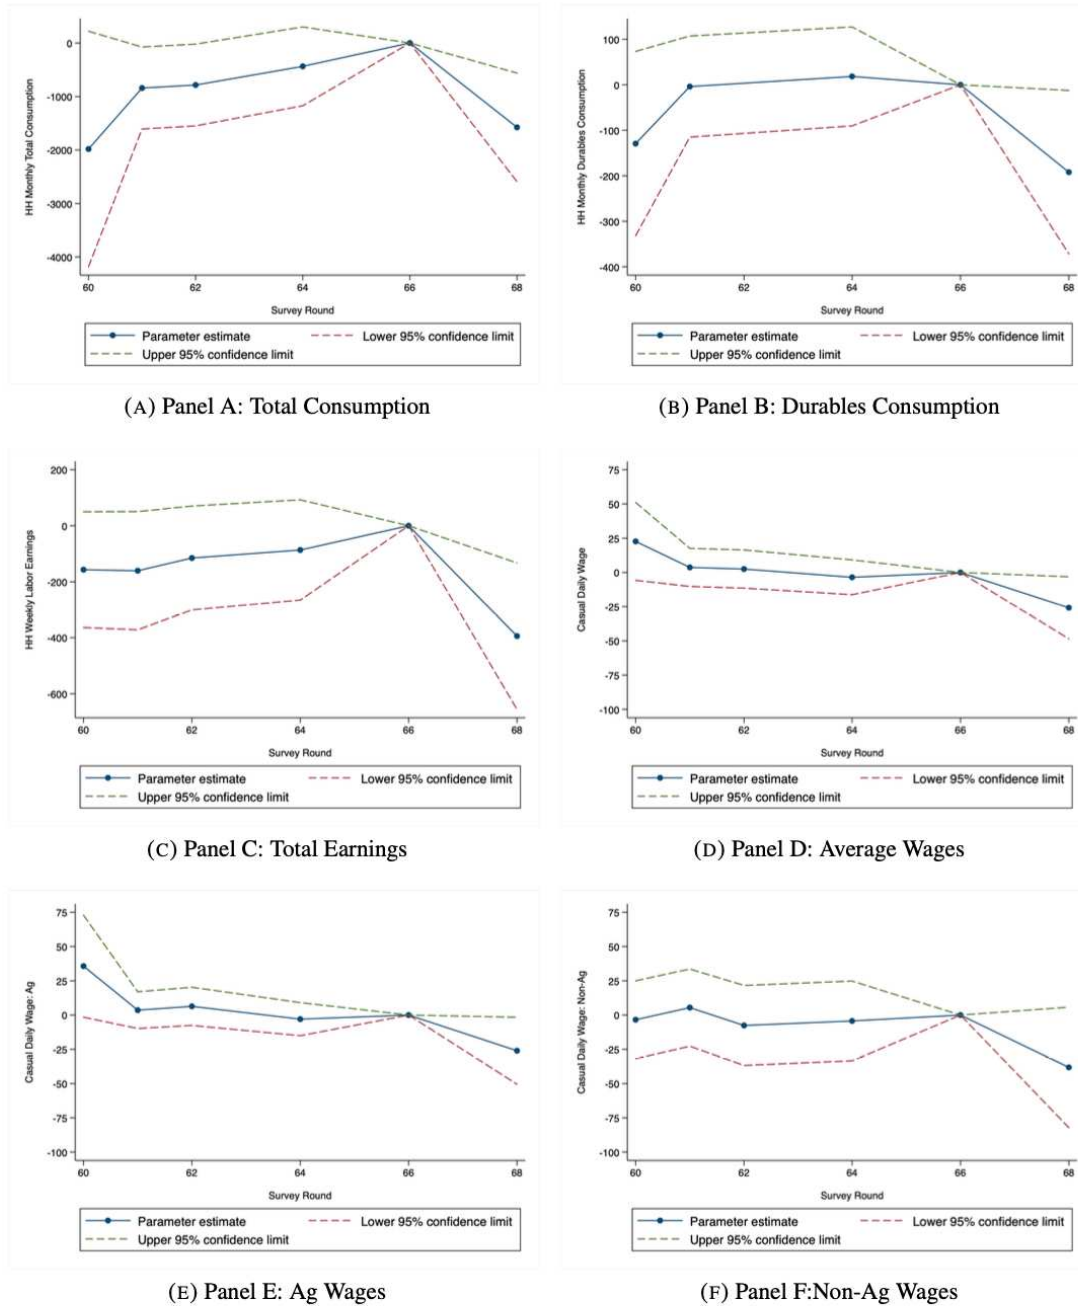 HH Monthly Total Consumption
0
-1000
-2000
-3000
-4000
60 62 64 66 68
Survey Round
Parameter estimate Lower 95% confidence limit
Upper 95% confidence limit
(A) Panel A: Total Consumption
HH Monthly Durables Consumption
100
0
-100
-200
-300
-400
60 62 64 66 68
Survey Round
Parameter estimate Lower 95% confidence limit
Upper 95% confidence limit
(B) Panel B: Durables Consumption
HH Weekly Labor Earnings
200
0
-200
-400
-600
60 62 64 66 68
Survey Round
Parameter estimate Lower 95% confidence limit
Upper 95% confidence limit
(C) Panel C: Total Earnings
Casual Daily Wage
75
50
25
0
-25
-50
-75
-100
60 62 64 66 68
Survey Round
Parameter estimate Lower 95% confidence limit
Upper 95% confidence limit
(D) Panel D: Average Wages
Casual Daily Wage: Ag
75
50
25
0
-25
-50
-75
-100
60 62 64 66 68
Survey Round
Parameter estimate Lower 95% confidence limit
Upper 95% confidence limit
(E) Panel E: Ag Wages
Casual Daily Wage: Non-Ag
75
50
25
0
-25
-50
-75
-100
60 62 64 66 68
Survey Round
Parameter estimate Lower 95% confidence limit
Upper 95% confidence limit
(F) Panel F:Non-Ag Wages